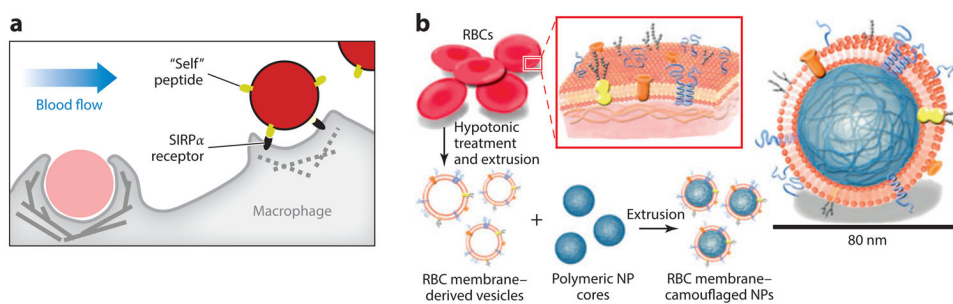 a
"Self"
peptide
Blood flow
SIRPα
receptor
Macrophage
b
RBCs
Hypotonic
treatment
and extrusion
+
Extrusion
RBC membrane–
derived vesicles
Polymeric NP
cores
RBC membrane–
camouflaged NPs
80 nm